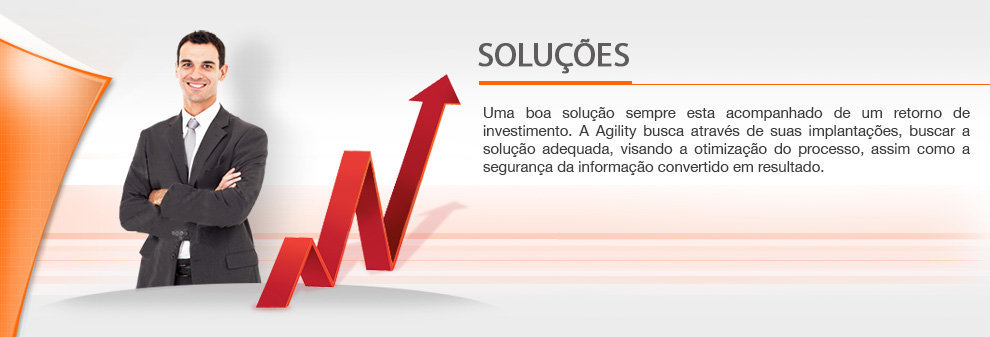 SOLUÇÕES
Uma boa solução sempre esta acompanhado de um retorno de
investimento. A Agility busca através de suas implantações, buscar a
solução adequada, visando a otimização do processo, assim como a
segurança da informação convertido em resultado.